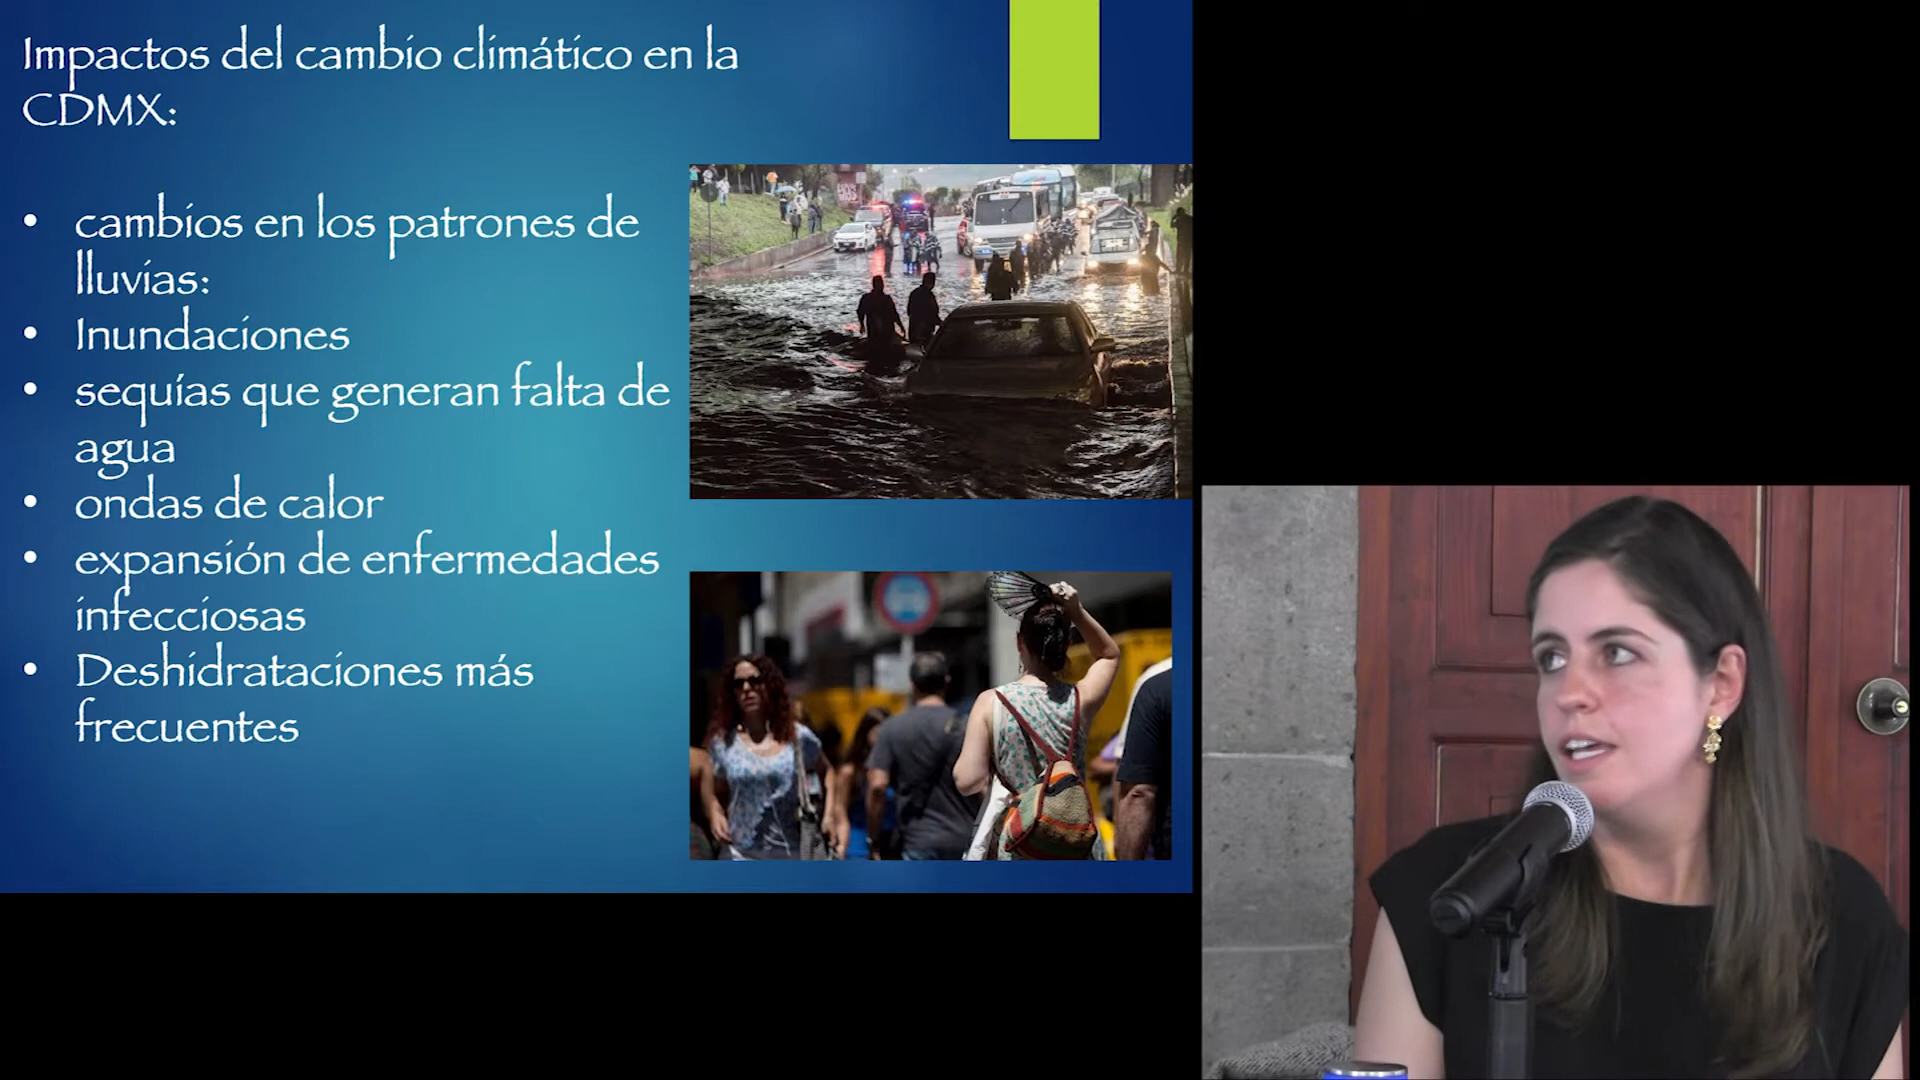 Impactos del cambio climático en la
CDMX:
• cambios en los patrones de
lluvias:
• Inundaciones
• sequías que generan falta de
agua
• ondas de calor
• expansión de enfermedades
infecciosas
• Deshidrataciones más
frecuentes